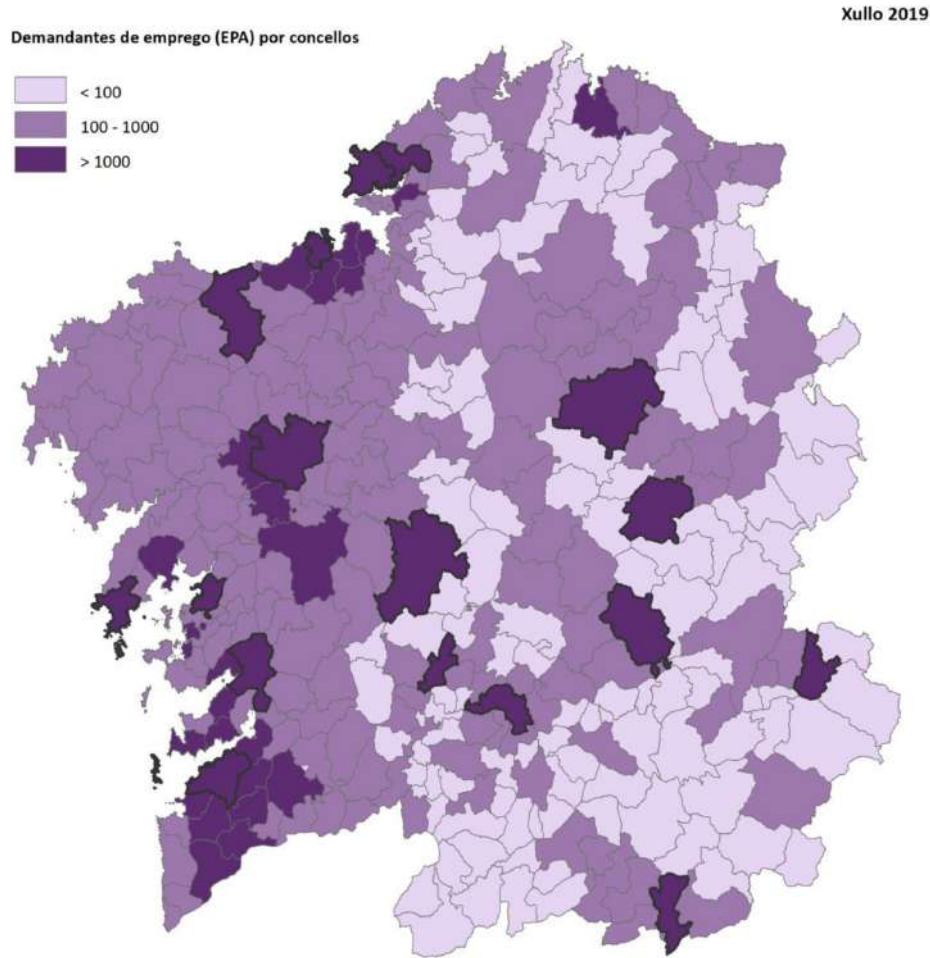 Xullo 2019
Demandantes de emprego (EPA) por concellos
< 100
100 - 1000
> 1000